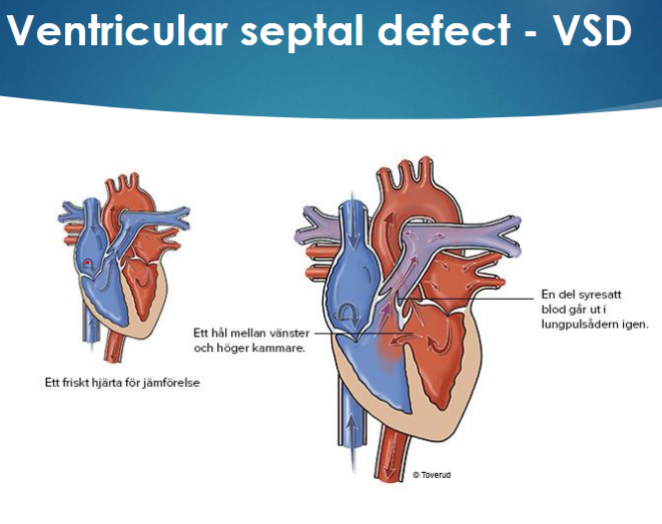 Ventricular septal defect - VSD
En del syresatt
blod går ut i
lungpulsådern igen.
Ett hål mellan vänster
och höger kammare.
Ett friskt hjärta för jämförelse
© Toverud